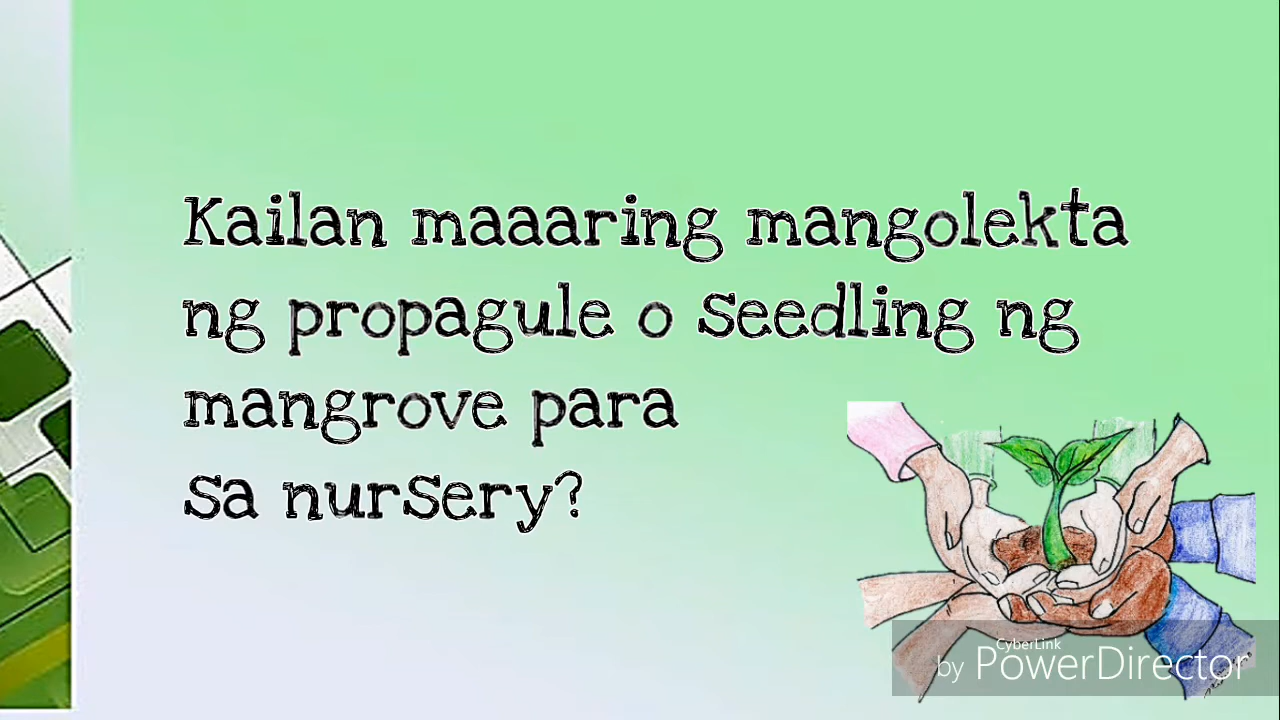 Kailan maaaring mangolekta
ng propagule o seedling ng
mangrove para
sa nursery?
CyberLink
by PowerDirector